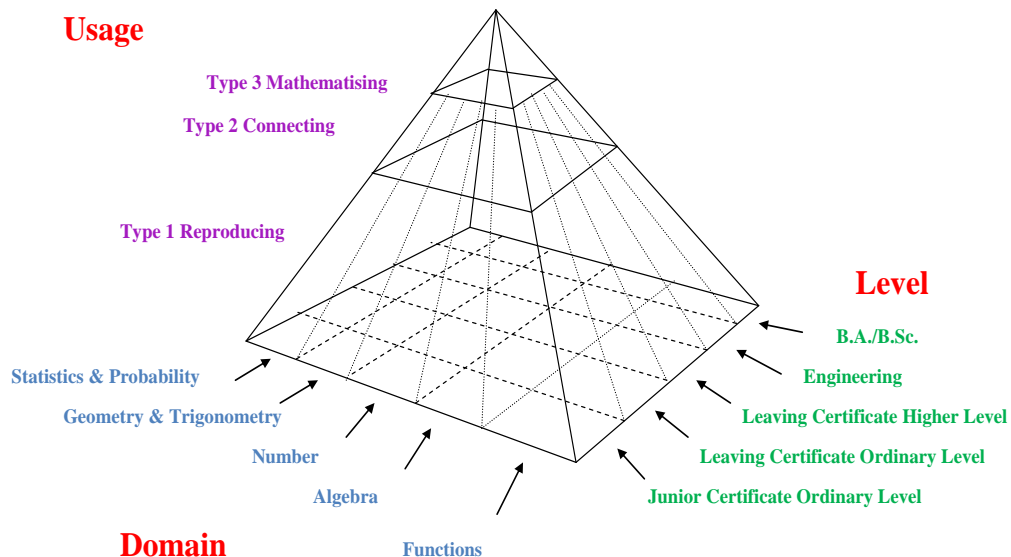 Usage
Type 3 Mathematising
Type 2 Connecting
Type 1 Reproducing
Level
B.A./B.Sc.
Engineering
Leaving Certificate Higher Level
Leaving Certificate Ordinary Level
Junior Certificate Ordinary Level
Statistics & Probability
Geometry & Trigonometry
Number
Algebra
Functions
Domain